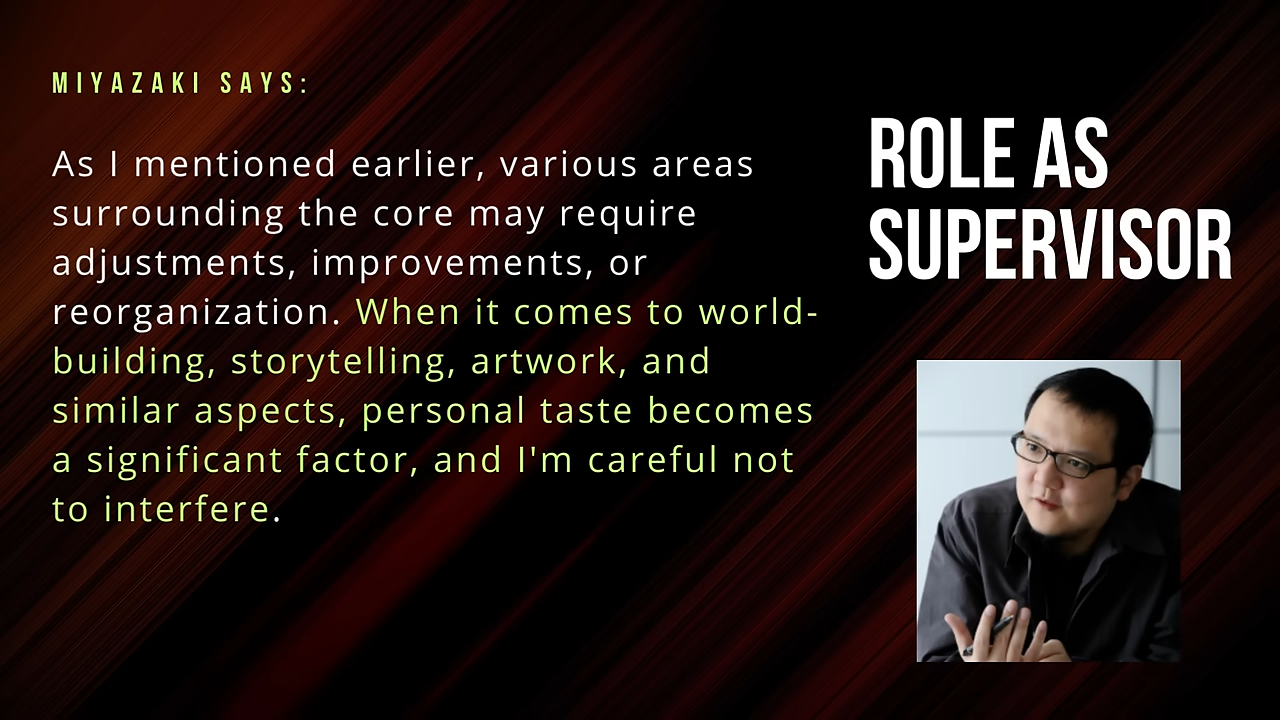 MIYAZAKI SAYS:
As I mentioned earlier, various areas
surrounding the core may require
adjustments, improvements, or
reorganization. When it comes to world-
building, storytelling, artwork, and
similar aspects, personal taste becomes
a significant factor, and I'm careful not
to interfere.
ROLE AS
SUPERVISOR